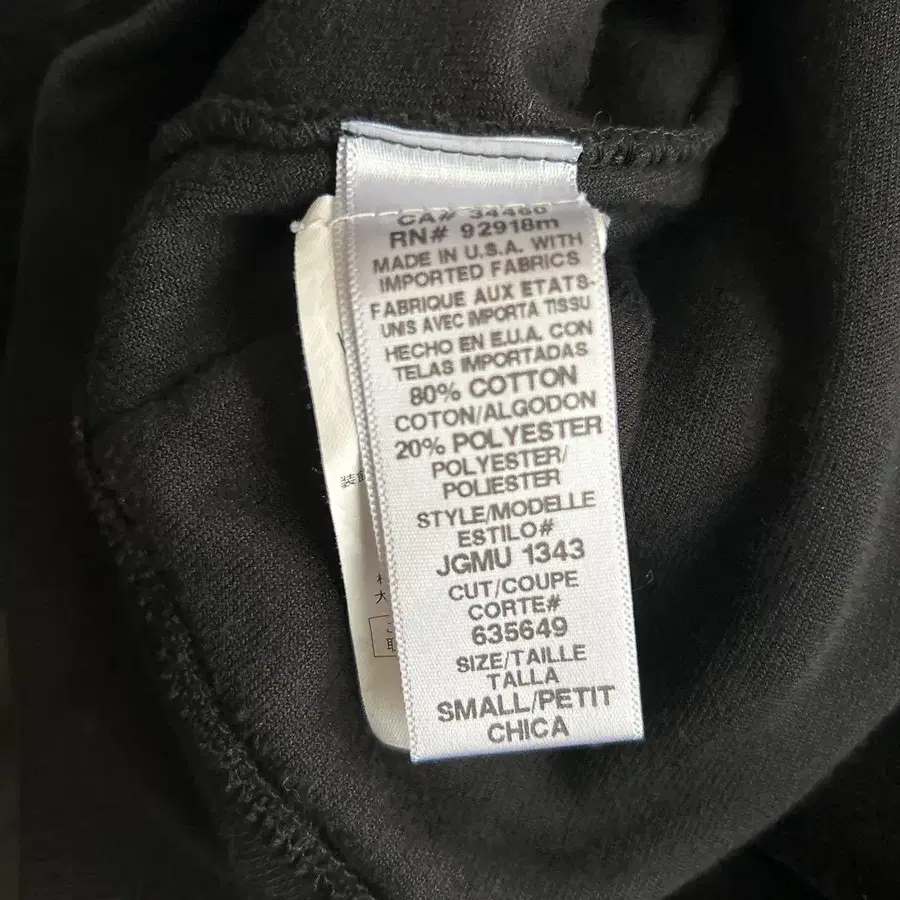 CA# 34466
RN# 92918m
MADE IN U.S.A. WITH
IMPORTED FABRICS
FABRIQUE AUX ETATS-
UNIS AVEC IMPORTA TISSU
HECHO EN E.U.A. CON
TELAS IMPORTADAS
80% COTTON
COTON/ALGODON
20% POLYESTER
POLYESTER/
POLIESTER
STYLE/MODELLE
ESTILO#
JGMU 1343
CUT/COUPE
CORTE#
635649
SIZE/TAILLE
TALLA
SMALL/PETIT
CHICA
装
大